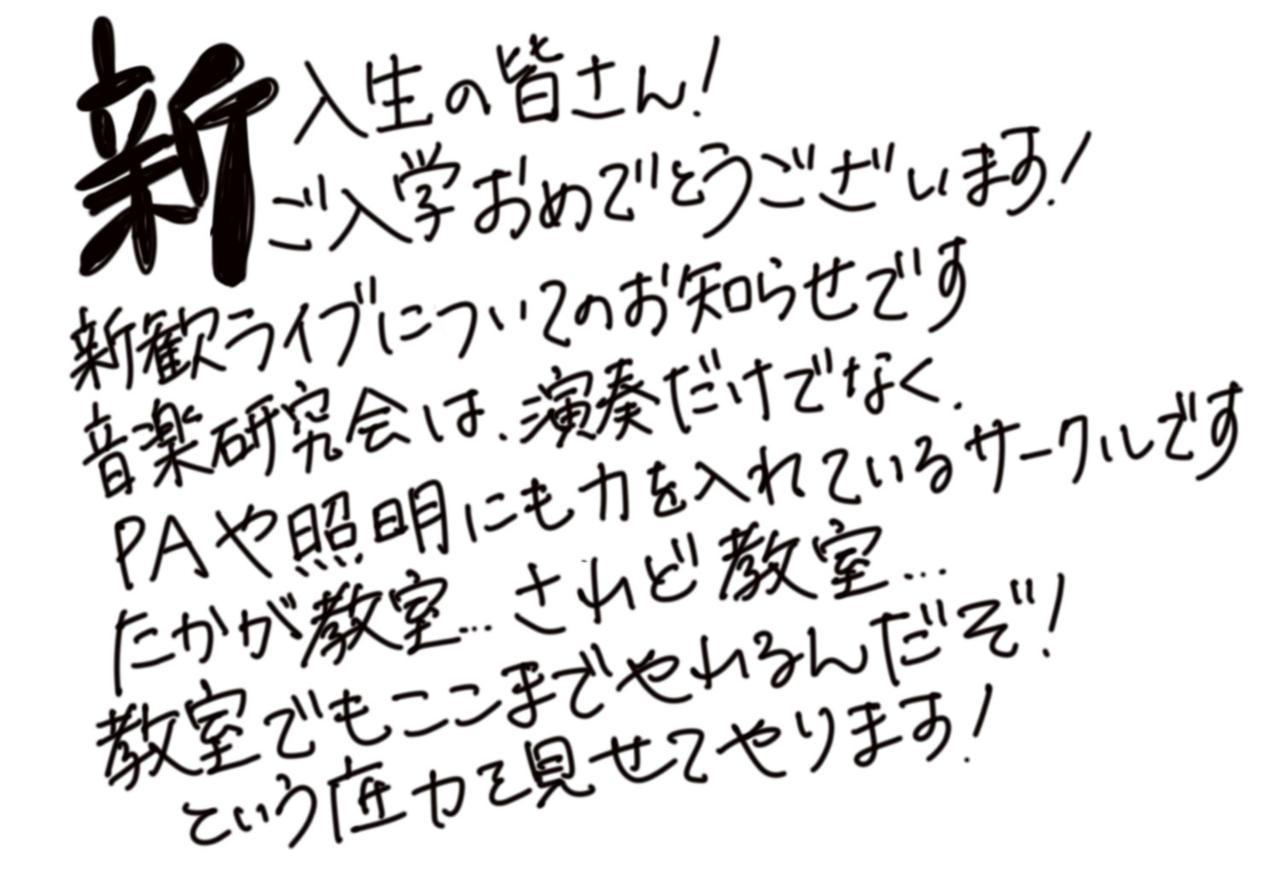 新入生の皆さん!
ご入学おめでとうございます!
新歓ライブについてのお知らせです
音楽研究会は、演奏だけでなく、
PAや照明にも力を入れているサークルです
たかが教室…されど教室…
教室でもここまでやれるんだぞ!
という底力を見せてやります!